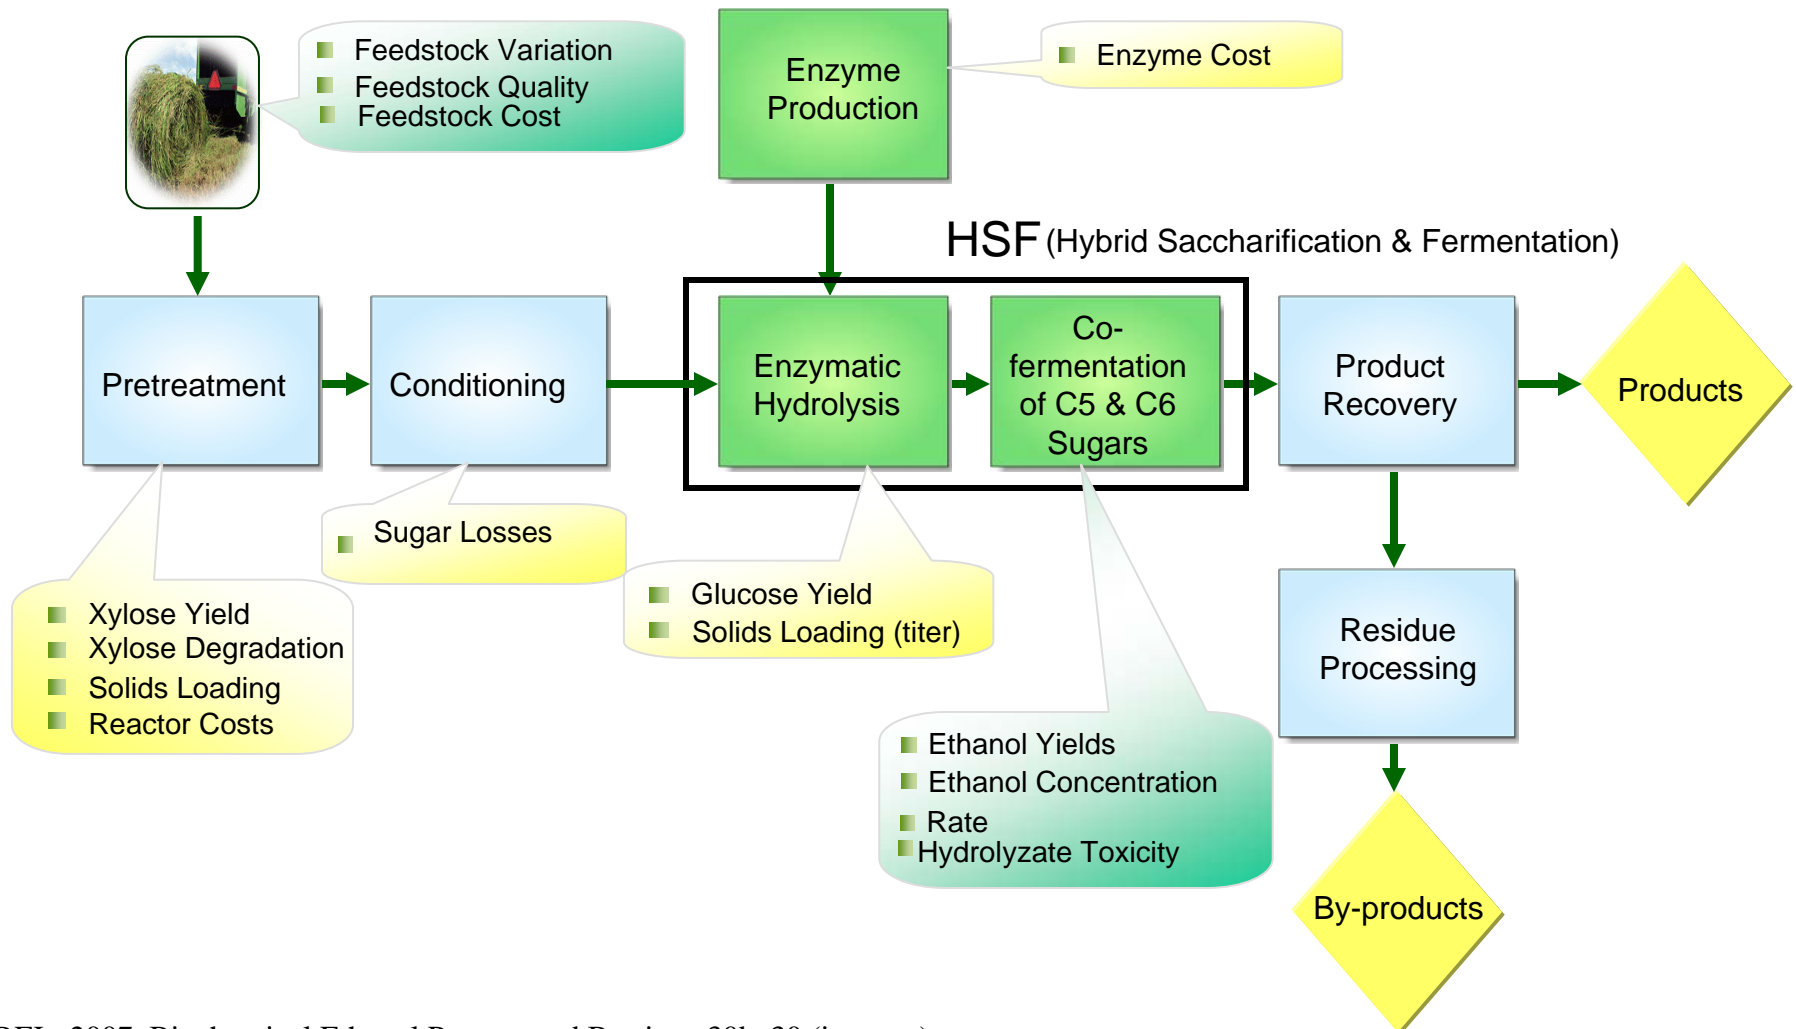 Feedstock Variation
Feedstock Quality
Feedstock Cost
Enzyme
Production
Enzyme Cost
HSF (Hybrid Saccharification & Fermentation)
Pretreatment
Conditioning
Enzymatic
Hydrolysis
Co-
fermentation
of C5 & C6
Sugars
Product
Recovery
Products
Sugar Losses
Xylose Yield
Xylose Degradation
Solids Loading
Reactor Costs
Glucose Yield
Solids Loading (titer)
Ethanol Yields
Ethanol Concentration
Rate
Hydrolyzate Toxicity
Residue
Processing
By-products